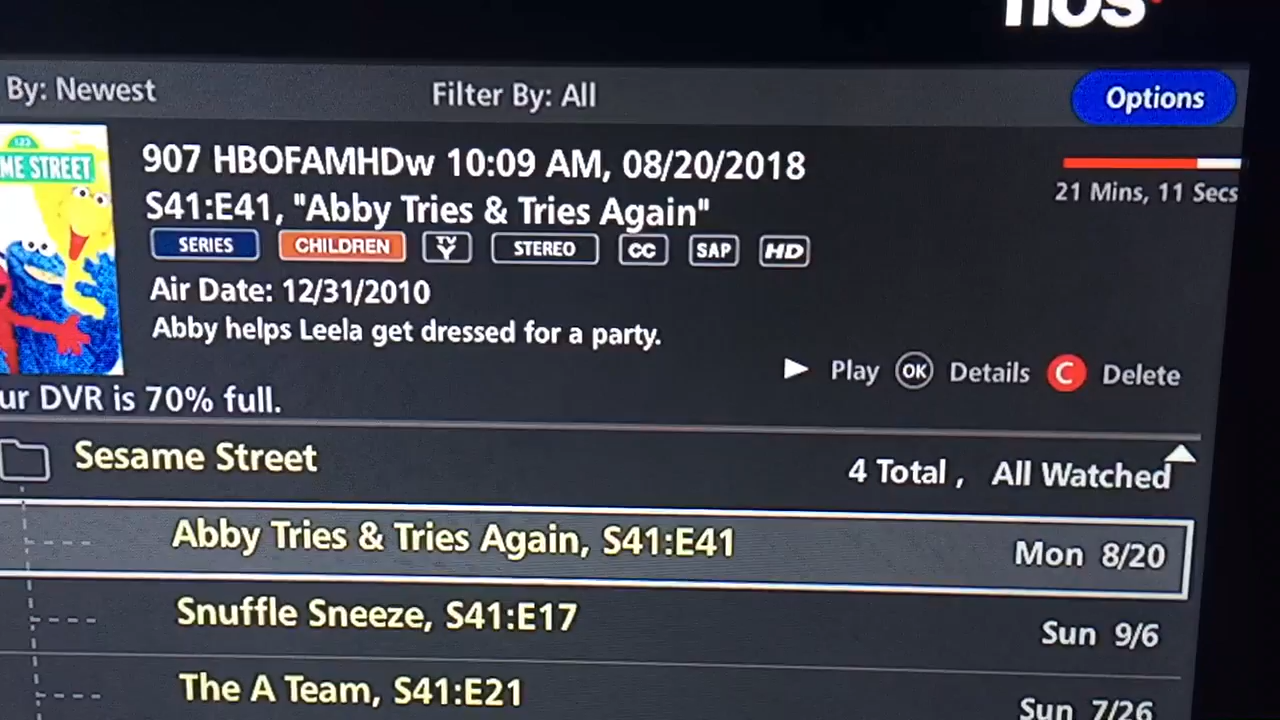 fios
By: Newest
Filter By: All
Options
123
ME STREET
907 HBOFAMHDw 10:09 AM, 08/20/2018
21 Mins, 11 Secs
S41:E41, "Abby Tries & Tries Again"
SERIES
CHILDREN
TV Y
STEREO
CC
SAP
HD
Air Date: 12/31/2010
Abby helps Leela get dressed for a party.
Play OK Details C Delete
ur DVR is 70% full.
Sesame Street
4 Total , All Watched
Abby Tries & Tries Again, S41:E41
Mon 8/20
Snuffle Sneeze, S41:E17
Sun 9/6
The A Team, S41:E21
Sun 7/26